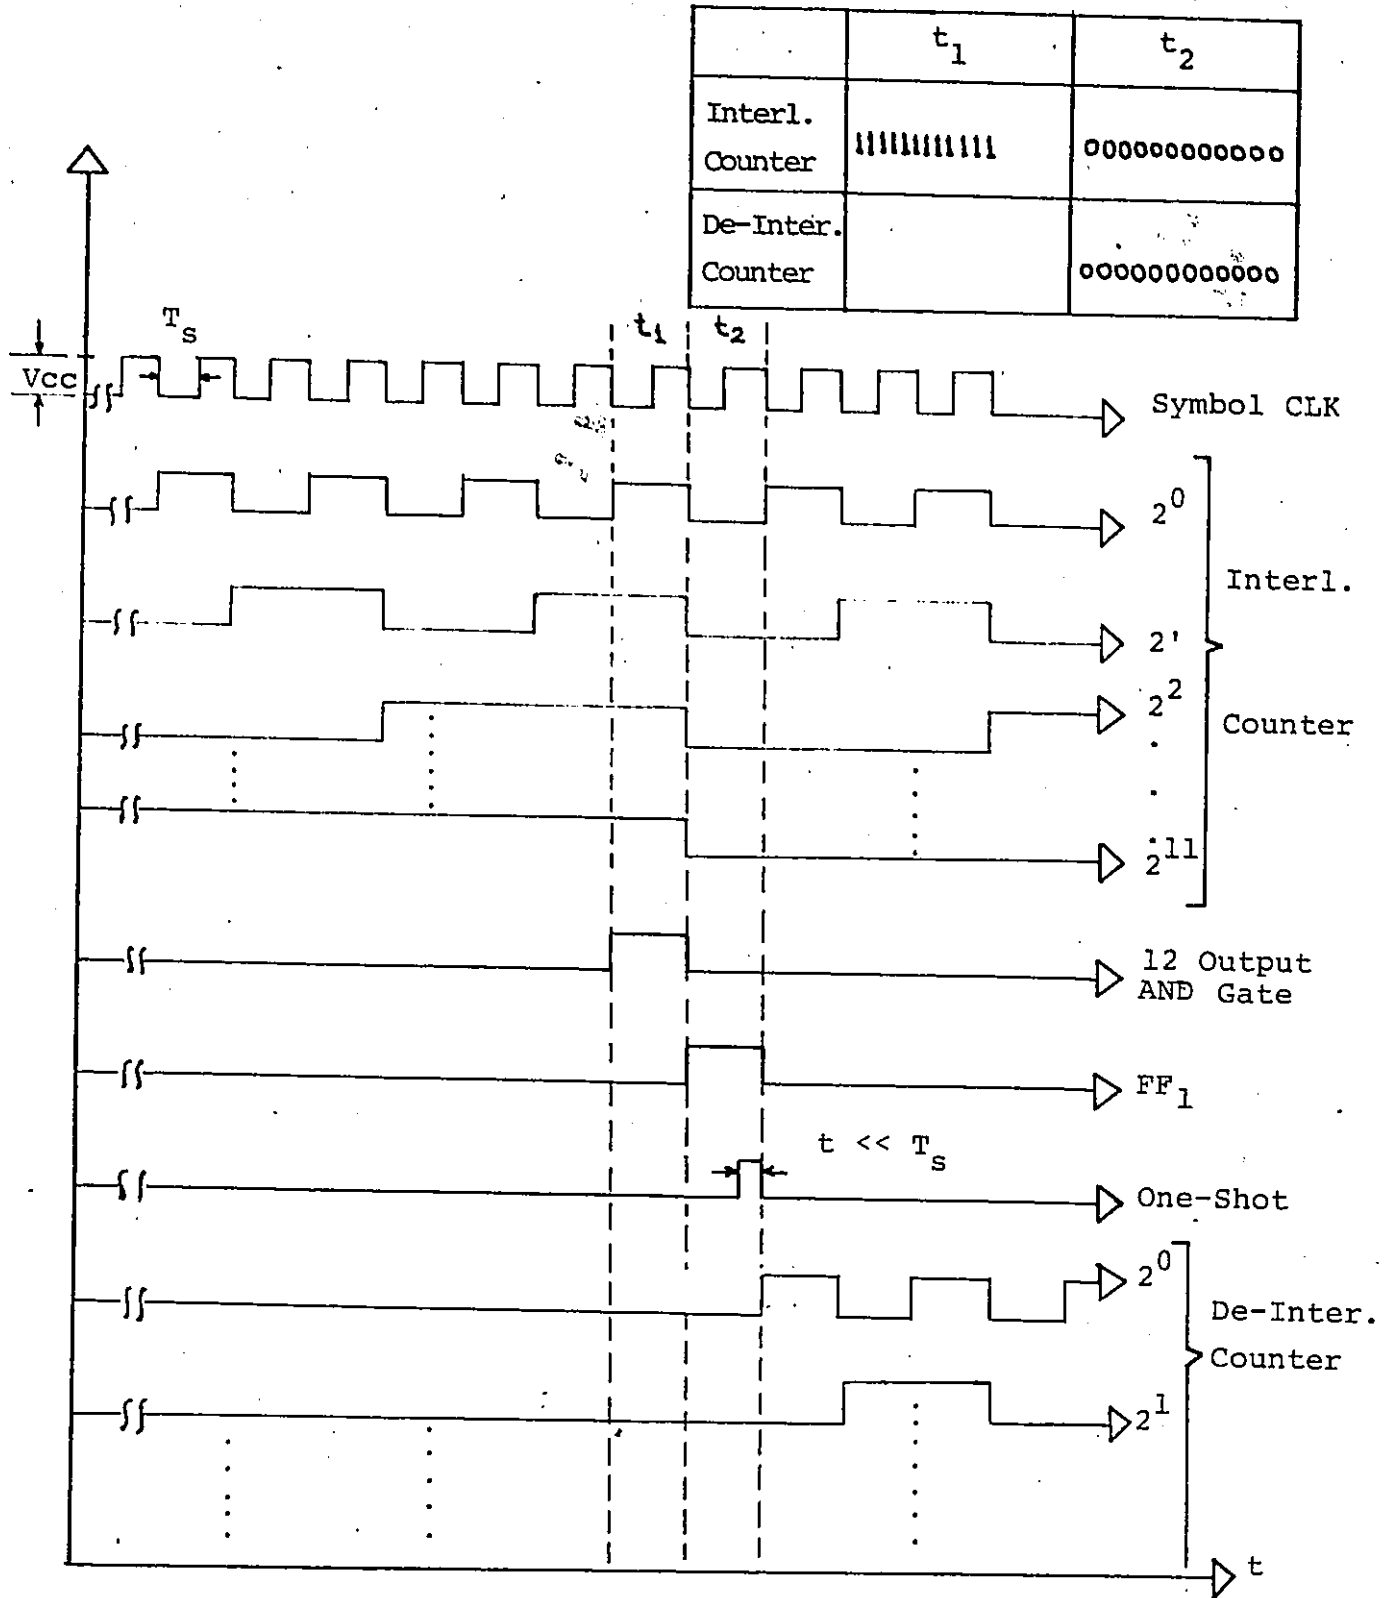 t1 t2
Interl. Counter 111111111111 000000000000
De-Inter. Counter 000000000000
Ts
t1 t2
Vcc
Symbol CLK
2^0
Interl.
2'
2^2
Counter
2^11
12 Output
AND Gate
FF1
t << Ts
One-Shot
2^0
De-Inter.
Counter
2^1
t